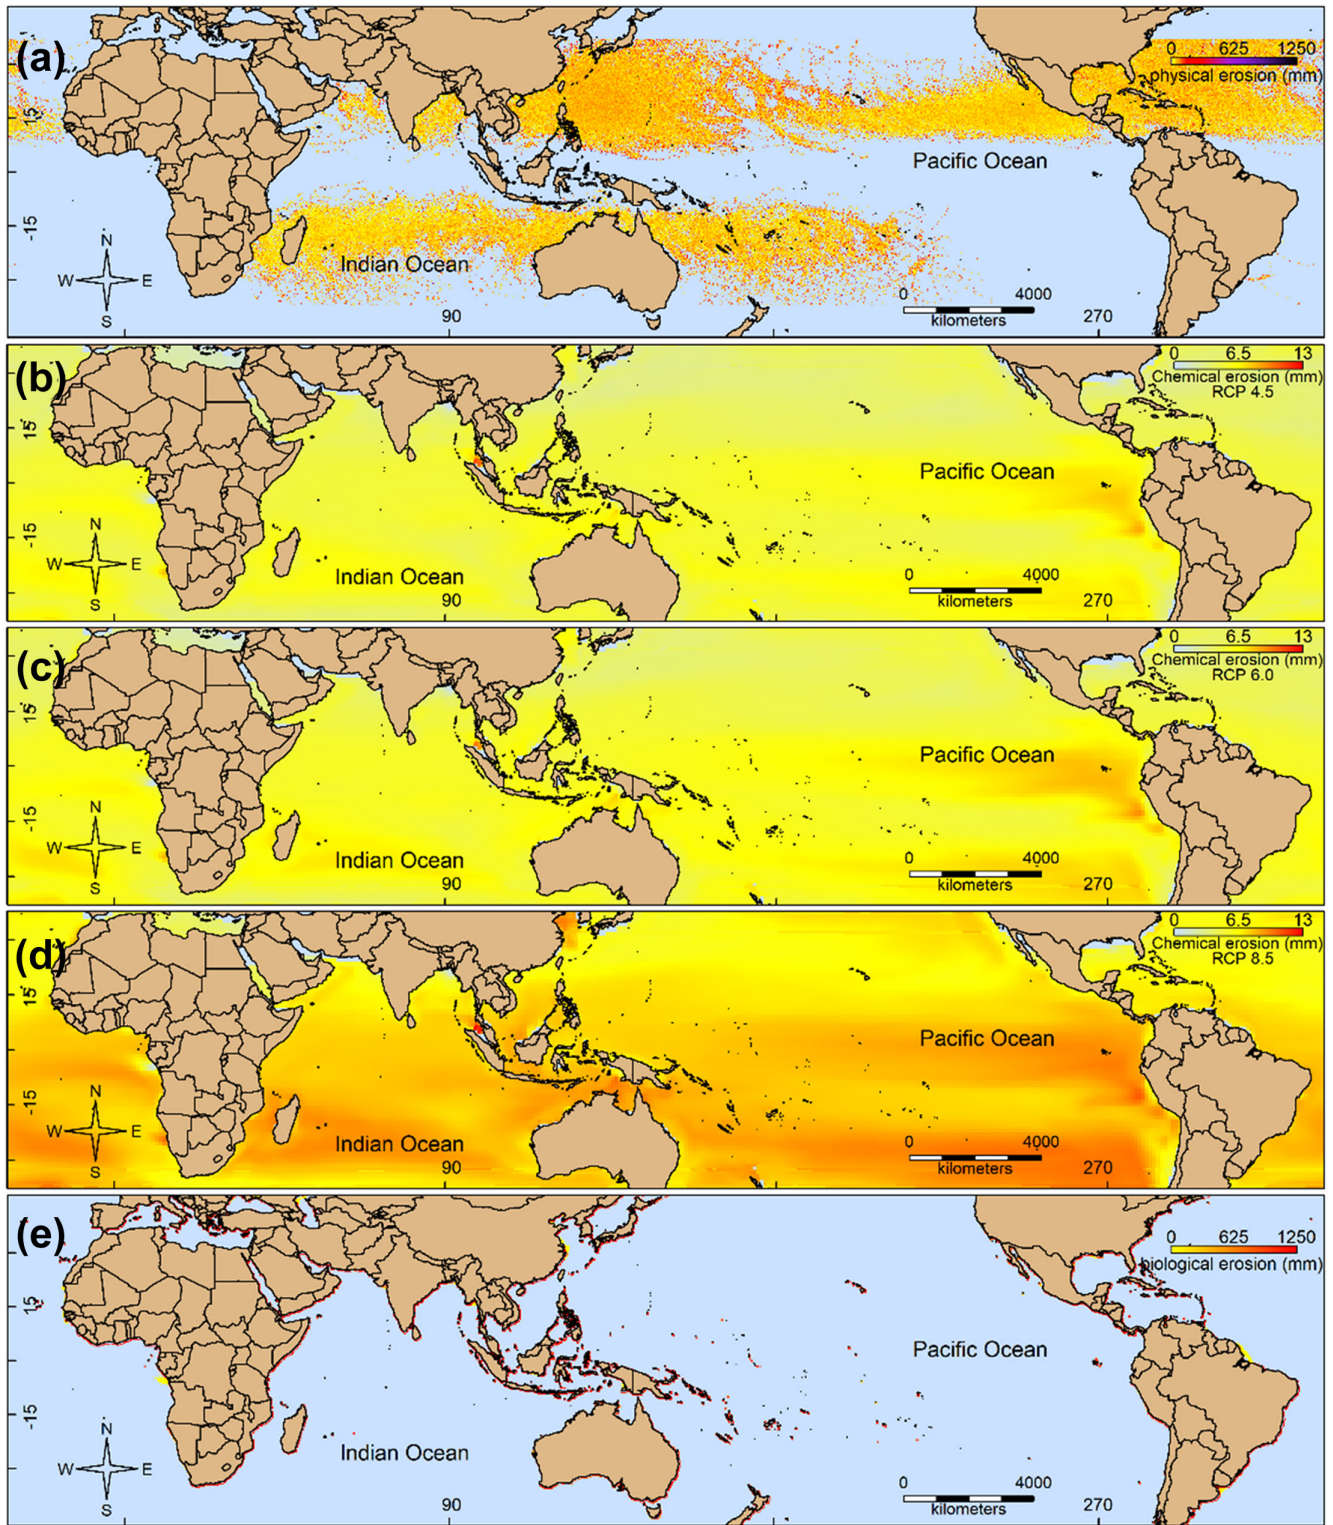 (a)
0 625 1250
physical erosion (mm)
15
Pacific Ocean
-15
N
W E
S
Indian Ocean
0 4000
kilometers
90
270
(b)
0 6.5 13
Chemical erosion (mm)
RCP 4.5
15
Pacific Ocean
-15
N
W E
S
Indian Ocean
0 4000
kilometers
90
270
(c)
0 6.5 13
Chemical erosion (mm)
RCP 6.0
15
Pacific Ocean
-15
N
W E
S
Indian Ocean
0 4000
kilometers
90
270
(d)
0 6.5 13
Chemical erosion (mm)
RCP 8.5
15
Pacific Ocean
-15
N
W E
S
Indian Ocean
0 4000
kilometers
90
270
(e)
0 625 1250
biological erosion (mm)
15
Pacific Ocean
-15
N
W E
S
Indian Ocean
0 4000
kilometers
90
270